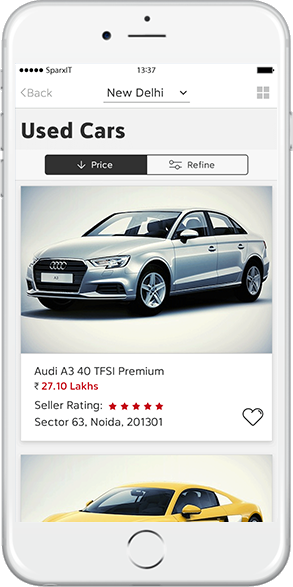 SparxIT 13:37
Back New Delhi
Used Cars
Price Refine
A3
Audi A3 40 TFSI Premium
₹ 27.10 Lakhs
Seller Rating:
Sector 63, Noida, 201301